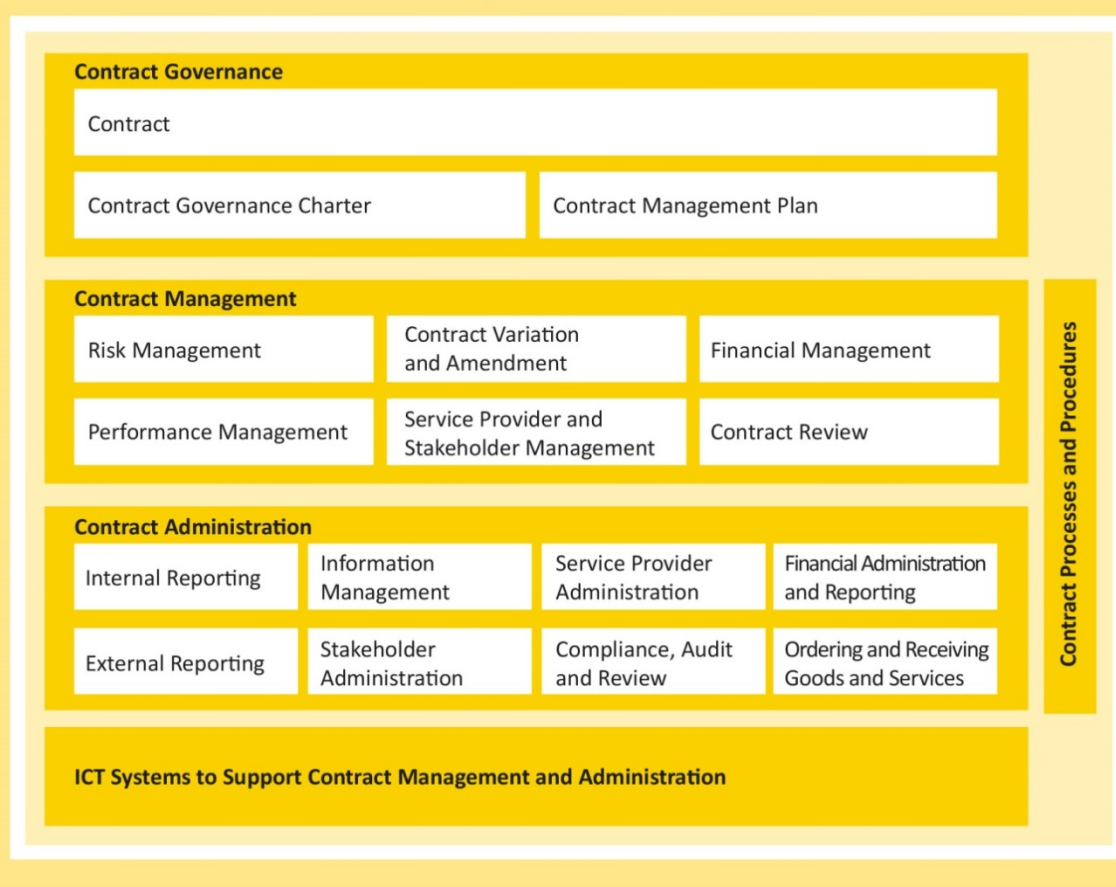 Contract Governance
Contract
Contract Governance Charter
Contract Management Plan
Contract Management
Risk Management
Contract Variation
and Amendment
Financial Management
Performance Management
Service Provider and
Stakeholder Management
Contract Review
Contract Administration
Internal Reporting
Information
Management
Service Provider
Administration
Financial Administration
and Reporting
External Reporting
Stakeholder
Administration
Compliance, Audit
and Review
Ordering and Receiving
Goods and Services
ICT Systems to Support Contract Management and Administration
Contract Processes and Procedures